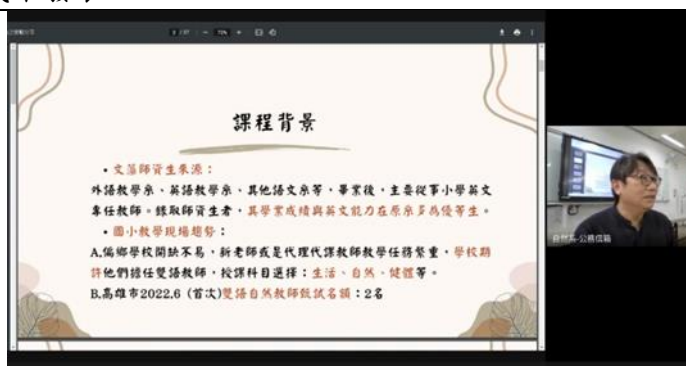 課程背景
• 文藻師資生來源：
外語教學系、英語教學系、其他語文系等，畢業後，主要從事小學英文
專任教師。錄取師資生者，其學業成績與英文能力在原系多為優等生。
• 國小教學現場趨勢：
A.偏鄉學校開缺不易，新老師或是代理代課教師教學任務繁重，學校期
許他們擔任雙語教師，授課科目選擇：生活、自然、健體等。
B.高雄市2022.6 (首次)雙語自然教師甄試名額：2名